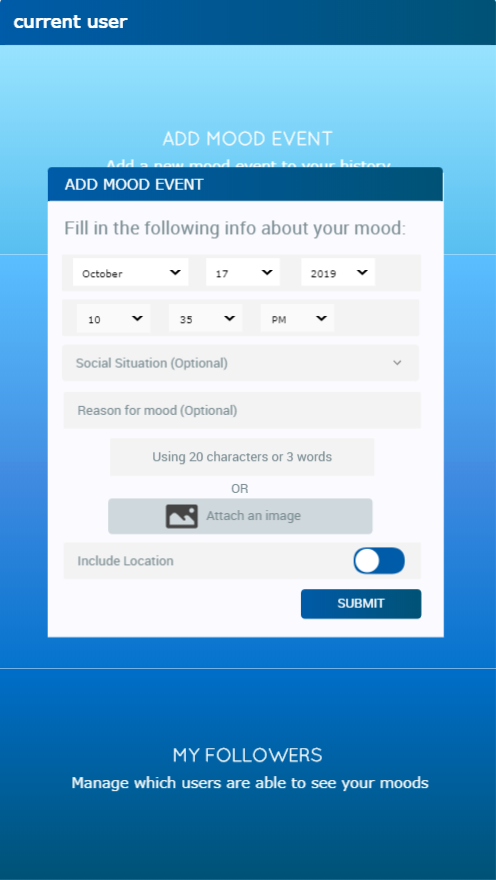 current user
ADD MOOD EVENT
Add a new mood event to your history
ADD MOOD EVENT
Fill in the following info about your mood:
October 17 2019
10 35 PM
Social Situation (Optional)
Reason for mood (Optional)
Using 20 characters or 3 words
OR
Attach an image
Include Location
SUBMIT
MY FOLLOWERS
Manage which users are able to see your moods